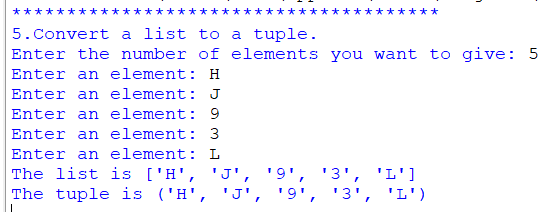 ***************************************
5.Convert a list to a tuple.
Enter the number of elements you want to give: 5
Enter an element: H
Enter an element: J
Enter an element: 9
Enter an element: 3
Enter an element: L
The list is ['H', 'J', '9', '3', 'L']
The tuple is ('H', 'J', '9', '3', 'L')